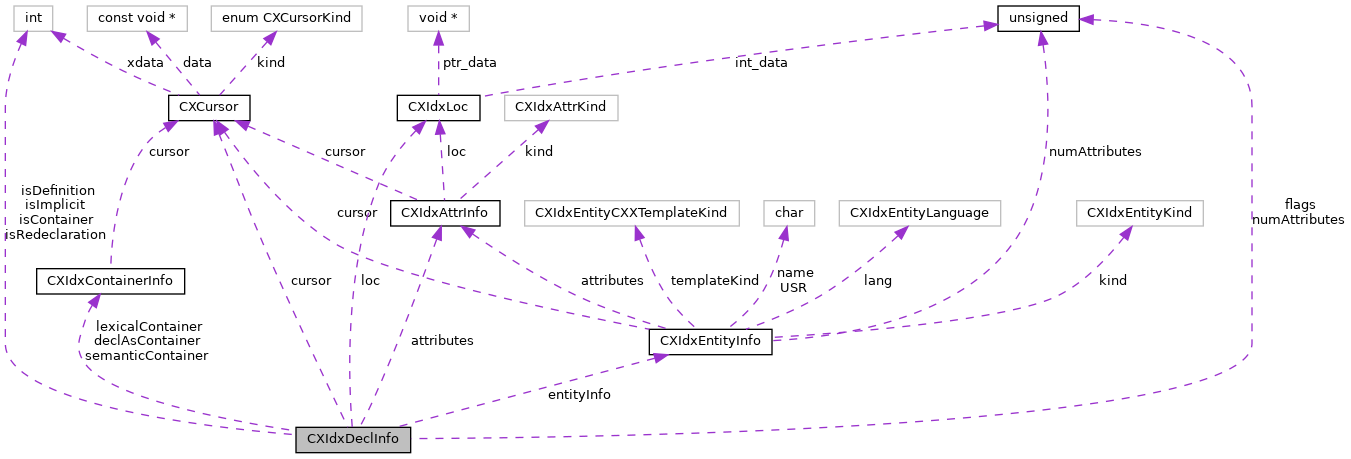 int
const void *
enum CXCursorKind
void *
unsigned
xdata
data
kind
ptr_data
int_data
CXCursor
CXIdxLoc
CXIdxAttrKind
cursor
cursor
loc
kind
numAttributes
isDefinition
isImplicit
isContainer
isRedeclaration
cursor
CXIdxAttrInfo
CXIdxEntityCXXTemplateKind
char
CXIdxEntityLanguage
CXIdxEntityKind
flags
numAttributes
CXIdxContainerInfo
cursor
loc
attributes
templateKind
name
USR
lang
kind
lexicalContainer
declAsContainer
semanticContainer
attributes
CXIdxEntityInfo
entityInfo
CXIdxDeclInfo